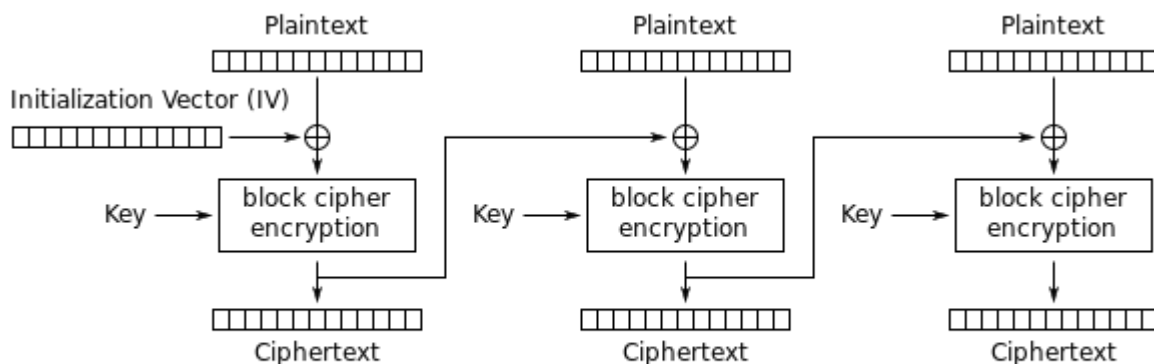 Plaintext
Plaintext
Plaintext
Initialization Vector (IV)
Key
block cipher
encryption
Key
block cipher
encryption
Key
block cipher
encryption
Ciphertext
Ciphertext
Ciphertext